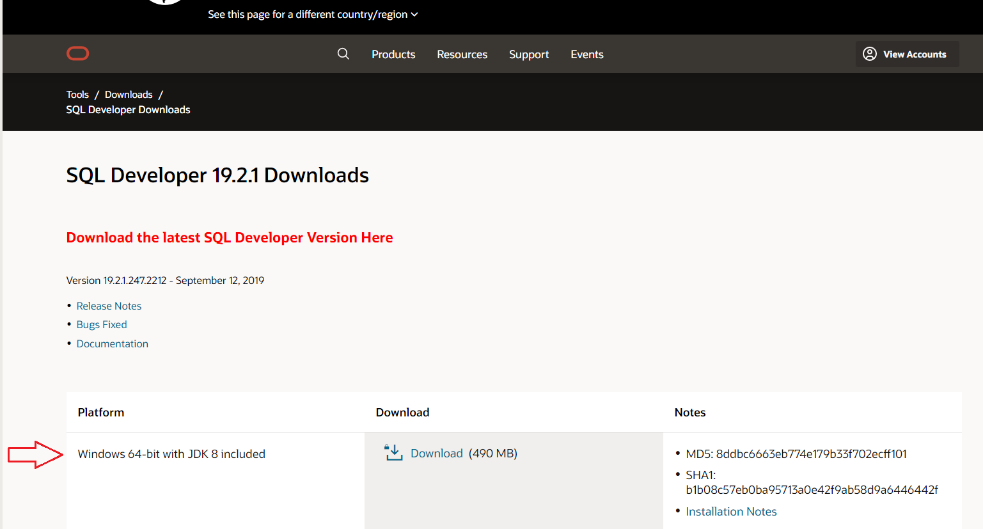 See this page for a different country/region
Products Resources Support Events View Accounts
Tools / Downloads /
SQL Developer Downloads
SQL Developer 19.2.1 Downloads
Download the latest SQL Developer Version Here
Version 19.2.1.247.2212 - September 12, 2019
• Release Notes
• Bugs Fixed
• Documentation
Platform Download Notes
Windows 64-bit with JDK 8 included Download (490 MB) • MD5: 8ddbc6663eb774e179b33f702ecff101
• SHA1:
b1b08c57eb0ba95713a0e42f9ab58d9a6446442f
• Installation Notes